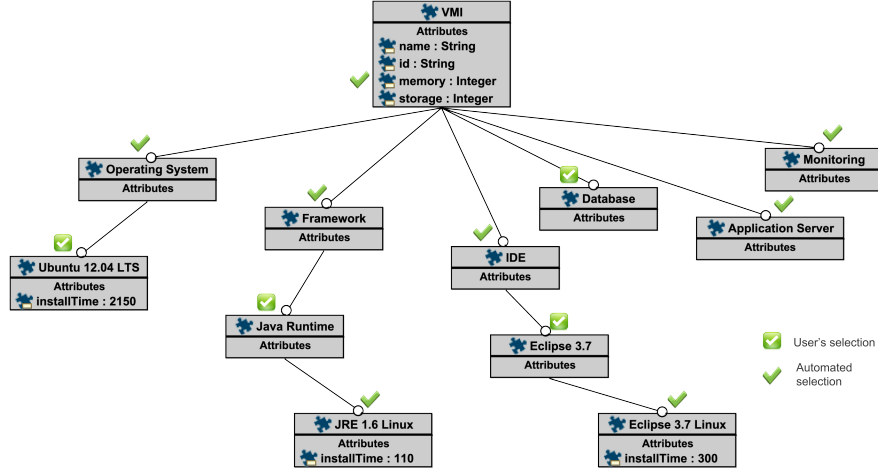 VMI
Attributes
name : String
id : String
memory : Integer
storage : Integer
Operating System
Attributes
Monitoring
Attributes
Framework
Attributes
Database
Attributes
Application Server
Attributes
IDE
Attributes
Ubuntu 12.04 LTS
Attributes
installTime : 2150
Java Runtime
Attributes
Eclipse 3.7
Attributes
User's selection
Automated
selection
JRE 1.6 Linux
Attributes
installTime : 110
Eclipse 3.7 Linux
Attributes
installTime : 300